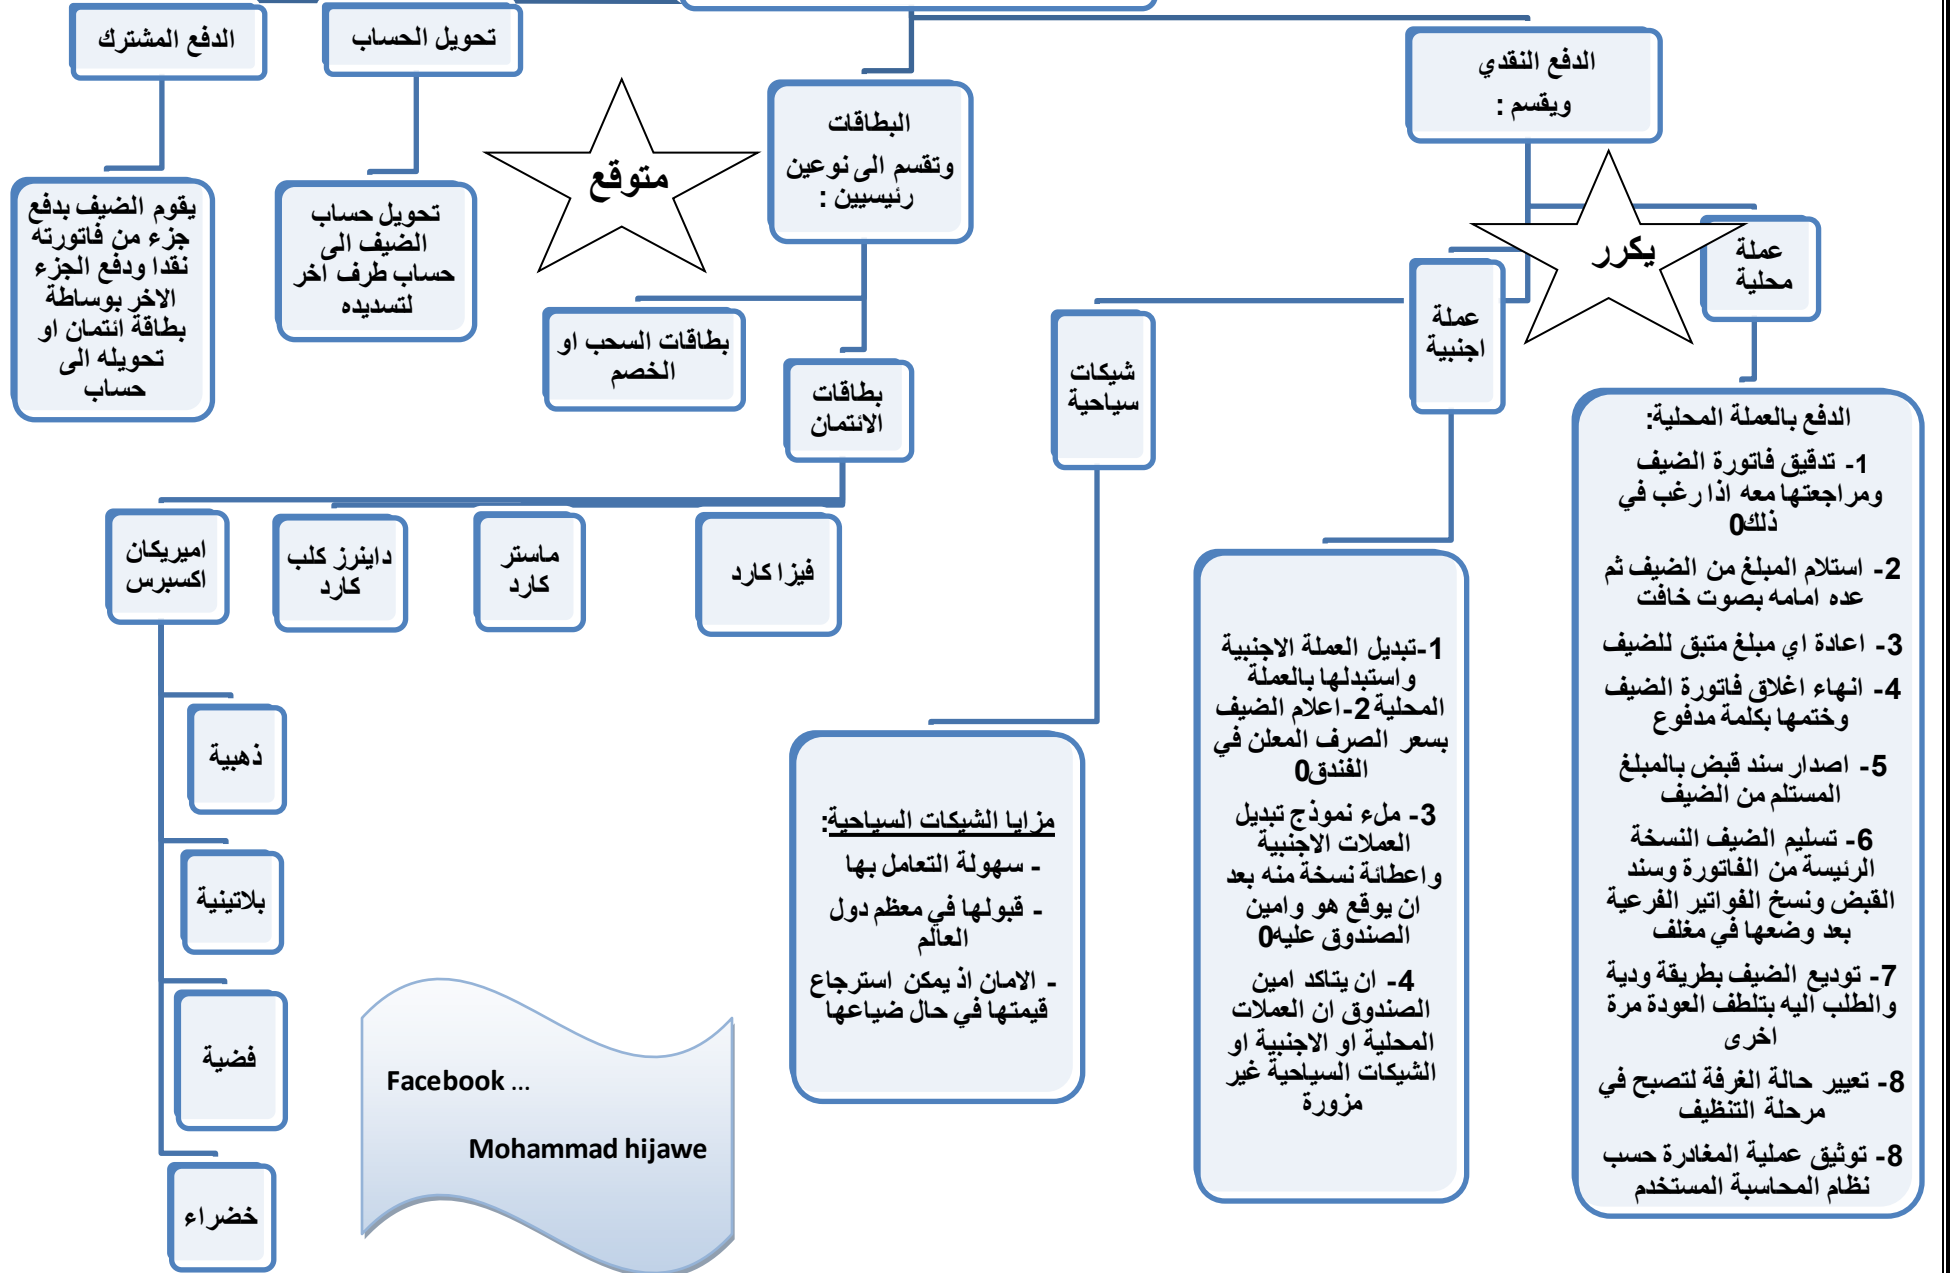 الدفع النقدي
ويقسم :
تحويل الحساب
الدفع المشترك
البطاقات
وتقسم الى نوعين
رئيسيين :
متوقع
يكرر
عملة
محلية
عملة
اجنبية
شيكات
سياحية
تحويل حساب
الضيف الى
حساب طرف اخر
لتسديده
يقوم الضيف بدفع
جزء من فاتورته
نقدا ودفع الجزء
الاخر بوساطة
بطاقة ائتمان او
تحويله الى
حساب
بطاقات السحب او
الخصم
بطاقات
الائتمان
فيزا كارد
ماستر
كارد
داينرز كلب
كارد
اميريكان
اكسبرس
ذهبية
بلاتينية
فضية
خضراء
الدفع بالعملة المحلية:
1- تدقيق فاتورة الضيف
ومراجعتها معه اذا رغب في
ذلك0
2- استلام المبلغ من الضيف ثم
عده امامه بصوت خافت
3- اعادة اي مبلغ متبق للضيف
4- انهاء اغلاق فاتورة الضيف
وختمها بكلمة مدفوع
5- اصدار سند قبض بالمبلغ
المستلم من الضيف
6- تسليم الضيف النسخة
الرئيسة من الفاتورة وسند
القبض ونسخ الفواتير الفرعية
بعد وضعها في مغلف
7- توديع الضيف بطريقة ودية
والطلب اليه بتلطف العودة مرة
اخرى
8- تعيير حالة الغرفة لتصبح في
مرحلة التنظيف
8- توثيق عملية المغادرة حسب
نظام المحاسبة المستخدم
1-تبديل العملة الاجنبية
واستبدلها بالعملة
المحلية 2-اعلام الضيف
بسعر الصرف المعلن في
الفندق0
3- ملء نموذج تبديل
العملات الاجنبية
واعطائة نسخة منه بعد
ان يوقع هو وامين
الصندوق عليه0
4- ان يتاكد امين
الصندوق ان العملات
المحلية او الاجنبية او
الشيكات السياحية غير
مزورة
مزايا الشيكات السياحية:
- سهولة التعامل بها
- قبولها في معظم دول
العالم
- الامان اذ يمكن استرجاع
قيمتها في حال ضياعها
Facebook ...
Mohammad hijawe